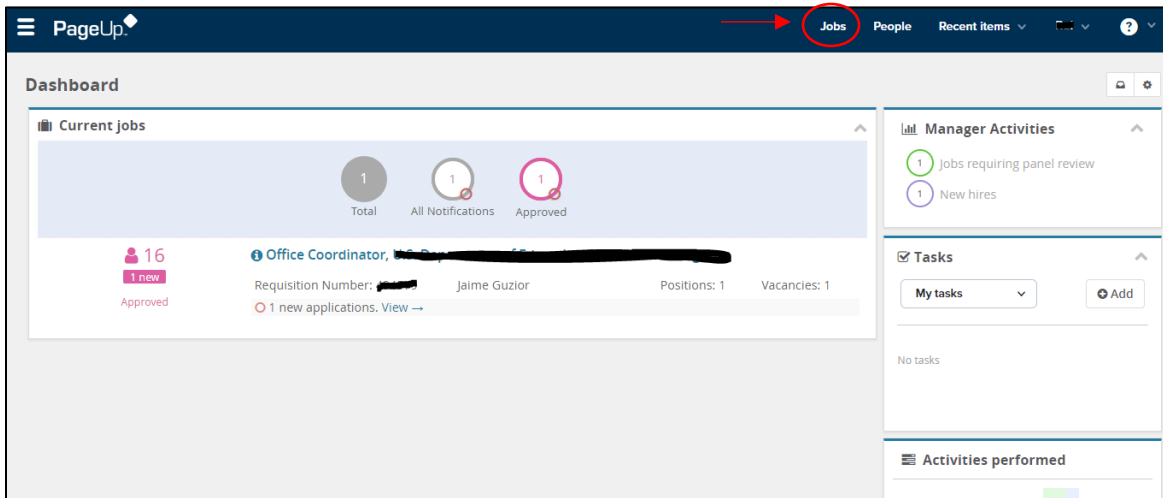 PageUp.
Jobs People Recent items ?
Dashboard
Current jobs
1 1 1
Total All Notifications Approved
16
1 new
Approved
Office Coordinator,
Requisition Number: Jaime Guzior Positions: 1 Vacancies: 1
1 new applications. View →
Manager Activities
1 Jobs requiring panel review
1 New hires
Tasks
My tasks Add
No tasks
Activities performed